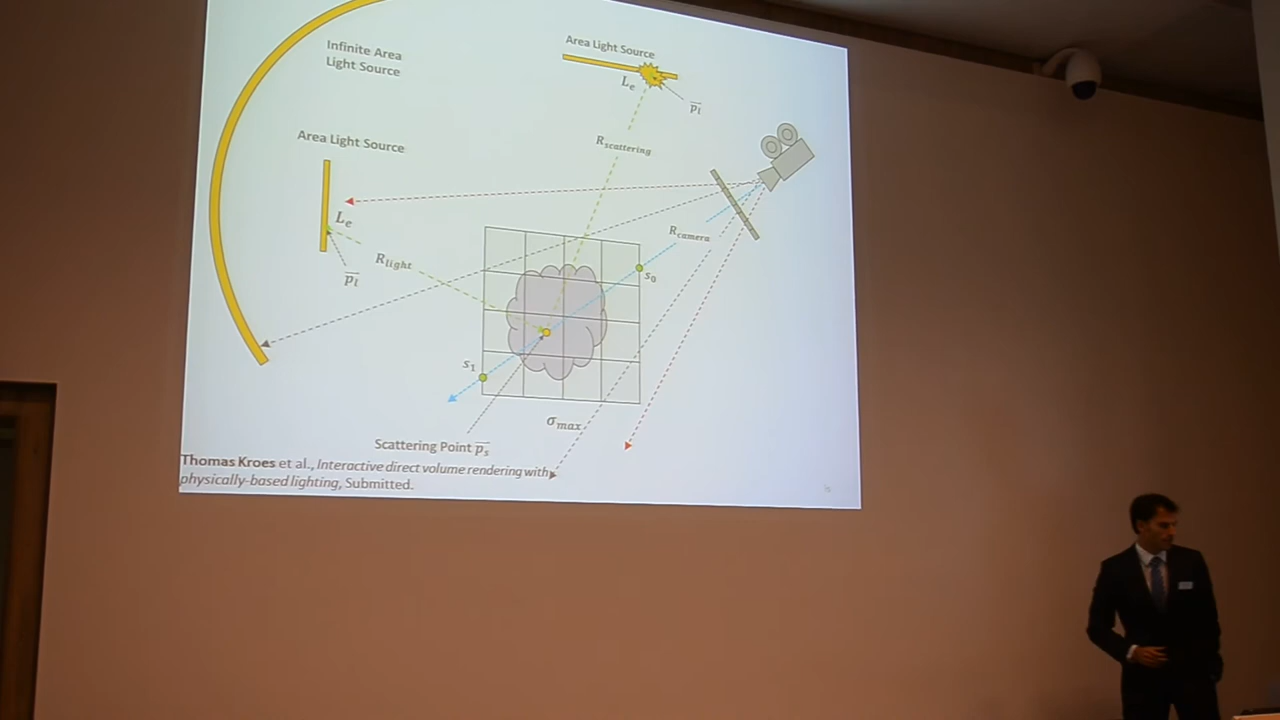 Infinite Area
Light Source
Area Light Source
Area Light Source
Lₑ
p̅ₗ
R_scattering
Lₑ
R_light
p̅ₗ
R_camera
s₀
s₁
σ_max
Scattering Point p̅ₛ
Thomas Kroes et al., Interactive direct volume rendering with
physically-based lighting, Submitted.